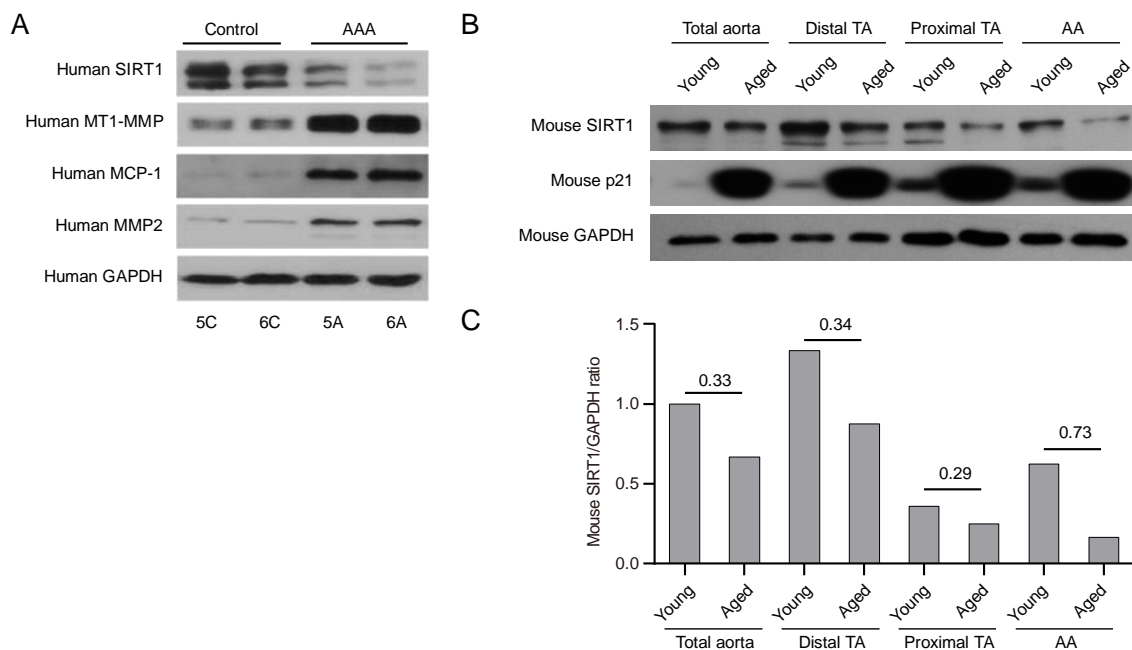 A
Control AAA
Human SIRT1
Human MT1-MMP
Human MCP-1
Human MMP2
Human GAPDH
5C 6C 5A 6A
B
Total aorta Distal TA Proximal TA AA
Young Aged Young Aged Young Aged Young Aged
Mouse SIRT1
Mouse p21
Mouse GAPDH
C
Mouse SIRT1/GAPDH ratio
1.5
1.0
0.5
0.0
0.33
0.34
0.29
0.73
Young Aged Young Aged Young Aged Young Aged
Total aorta Distal TA Proximal TA AA